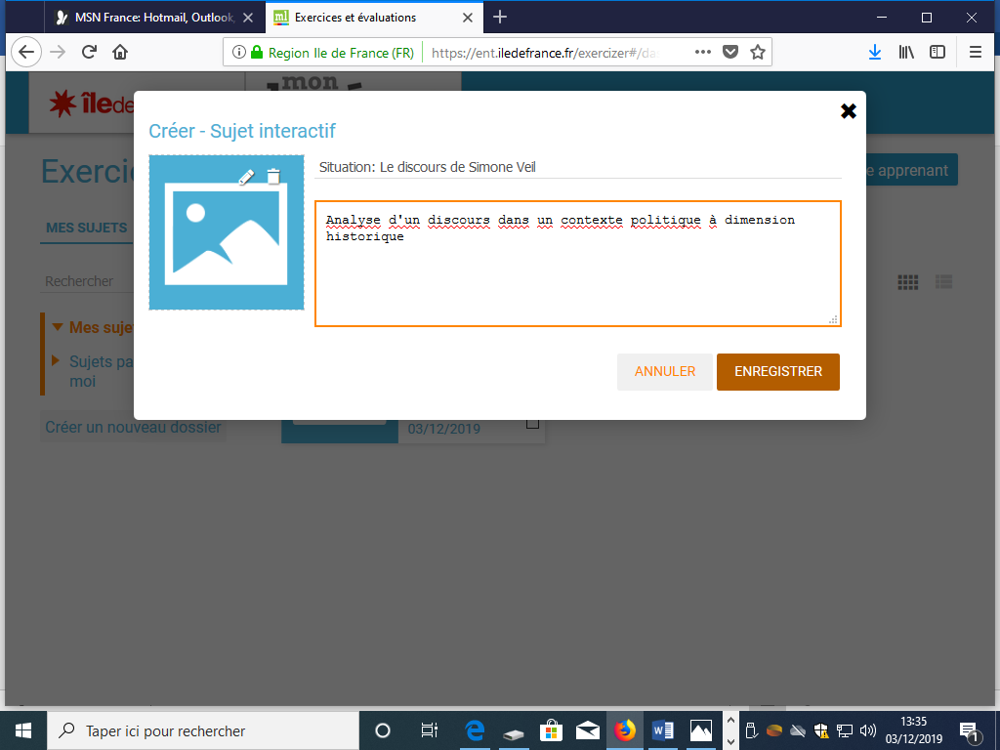 MSN France: Hotmail, Outlook,
Exercices et évaluations
Region Ile de France (FR)
https://ent.iledefrance.fr/exercizer#/da
mon
îlede
Créer - Sujet interactif
Situation: Le discours de Simone Veil
Analyse d'un discours dans un contexte politique à dimension
historique
ANNULER
ENREGISTRER
Exerci
e apprenant
MES SUJETS
Rechercher
Mes suje
Sujets pa
moi
Créer un nouveau dossier
03/12/2019
Taper ici pour rechercher
13:35
03/12/2019
1